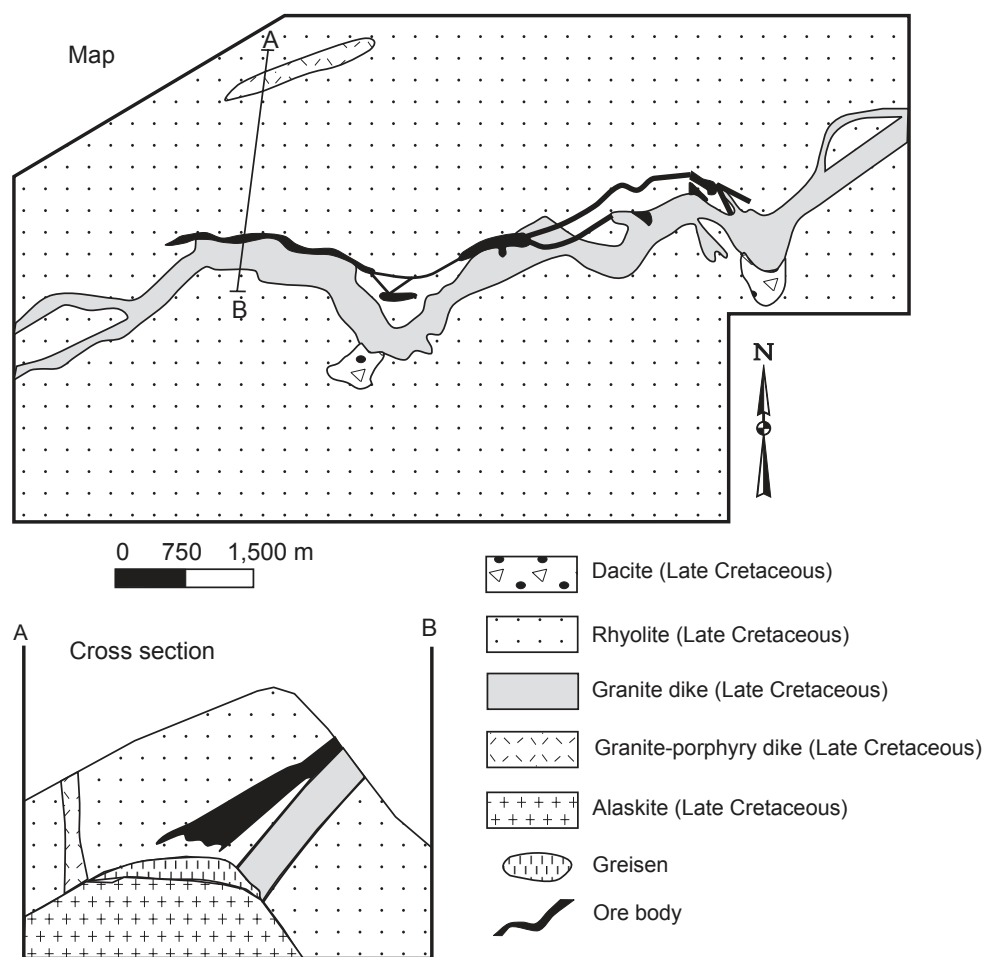 Map
A
B
N
0 750 1,500 m
A
B
Cross section
Dacite (Late Cretaceous)
Rhyolite (Late Cretaceous)
Granite dike (Late Cretaceous)
Granite-porphyry dike (Late Cretaceous)
Alaskite (Late Cretaceous)
Greisen
Ore body